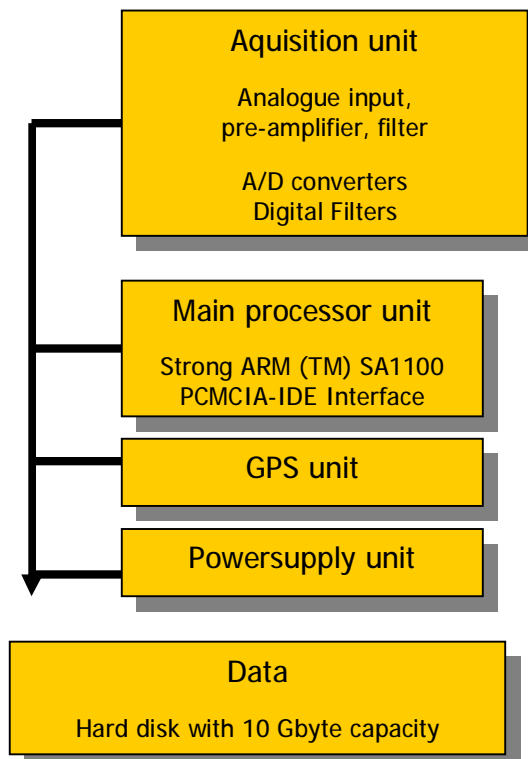 Aquisition unit
Analogue input,
pre-amplifier, filter
A/D converters
Digital Filters
Main processor unit
Strong ARM (TM) SA1100
PCMCIA-IDE Interface
GPS unit
Powersupply unit
Data
Hard disk with 10 Gbyte capacity